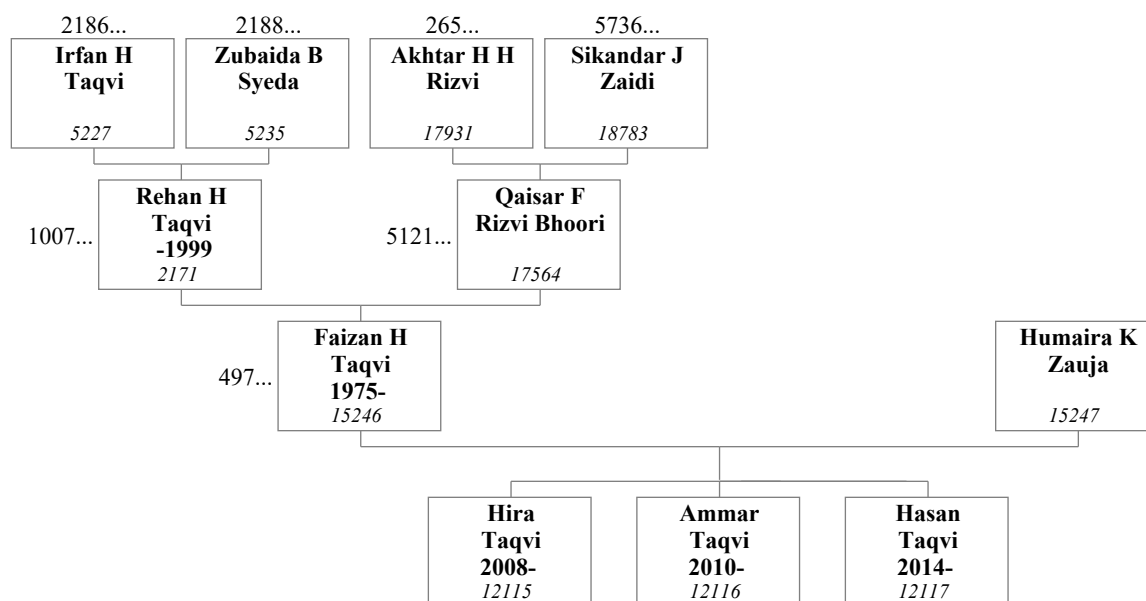 2186... 2188... 265... 5736...
Irfan H Zubaida B Akhtar H H Sikandar J
Taqvi Syeda Rizvi Zaidi
5227 5235 17931 18783
Rehan H Qaisar F
Taqvi Rizvi Bhoori
1007... -1999 5121...
2171 17564
Faizan H Humaira K
Taqvi Zauja
497... 1975-
15246 15247
Hira Ammar Hasan
Taqvi Taqvi Taqvi
2008- 2010- 2014-
12115 12116 12117